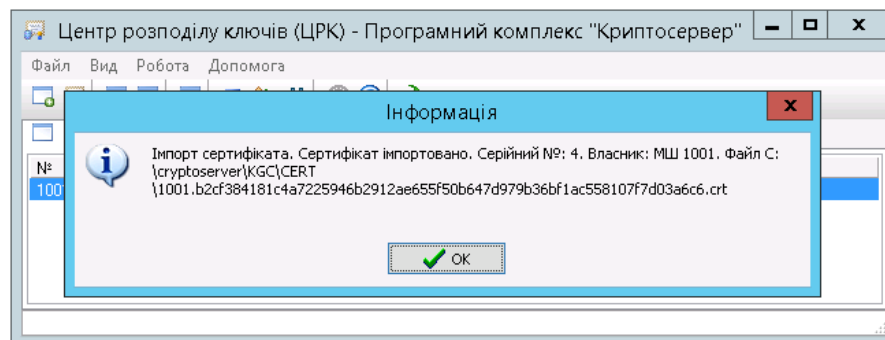 Центр розподілу ключів (ЦРК) - Програмний комплекс "Криптосервер"
Файл Вид Робота Допомога
Інформація
Імпорт сертифіката. Сертифікат імпортовано. Серійний №: 4. Власник: МШ 1001. Файл C:
\cryptoserver\KGC\CERT
\1001.b2cf384181c4a7225946b2912ae655f50b647d979b36bf1ac558107f7d03a6c6.crt
№
OK